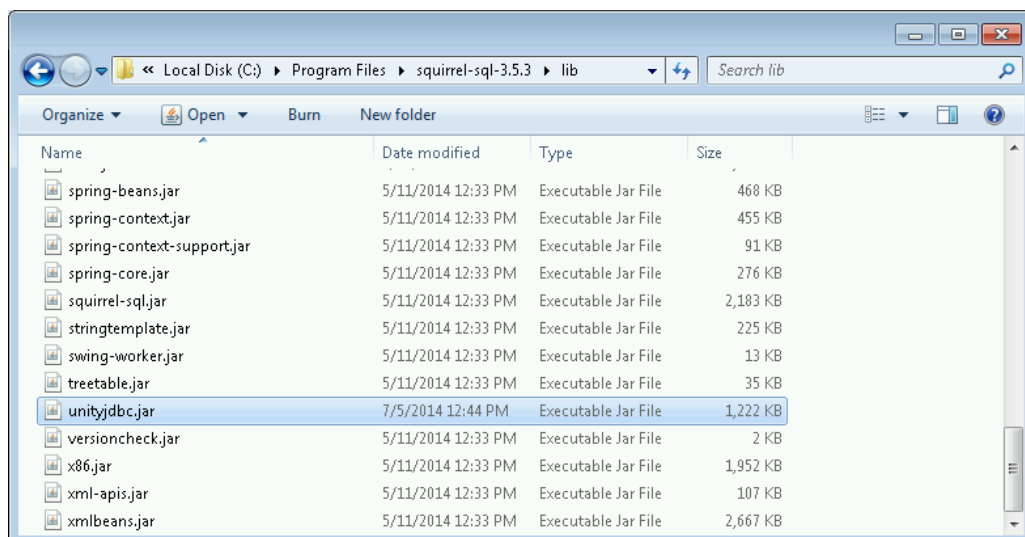 « Local Disk (C:) ▸ Program Files ▸ squirrel-sql-3.5.3 ▸ lib Search lib
Organize Open Burn New folder
Name Date modified Type Size
spring-beans.jar 5/11/2014 12:33 PM Executable Jar File 468 KB
spring-context.jar 5/11/2014 12:33 PM Executable Jar File 455 KB
spring-context-support.jar 5/11/2014 12:33 PM Executable Jar File 91 KB
spring-core.jar 5/11/2014 12:33 PM Executable Jar File 276 KB
squirrel-sql.jar 5/11/2014 12:33 PM Executable Jar File 2,183 KB
stringtemplate.jar 5/11/2014 12:33 PM Executable Jar File 225 KB
swing-worker.jar 5/11/2014 12:33 PM Executable Jar File 13 KB
treetable.jar 5/11/2014 12:33 PM Executable Jar File 35 KB
unityjdbc.jar 7/5/2014 12:44 PM Executable Jar File 1,222 KB
versioncheck.jar 5/11/2014 12:33 PM Executable Jar File 2 KB
x86.jar 5/11/2014 12:33 PM Executable Jar File 1,952 KB
xml-apis.jar 5/11/2014 12:33 PM Executable Jar File 107 KB
xmlbeans.jar 5/11/2014 12:33 PM Executable Jar File 2,667 KB